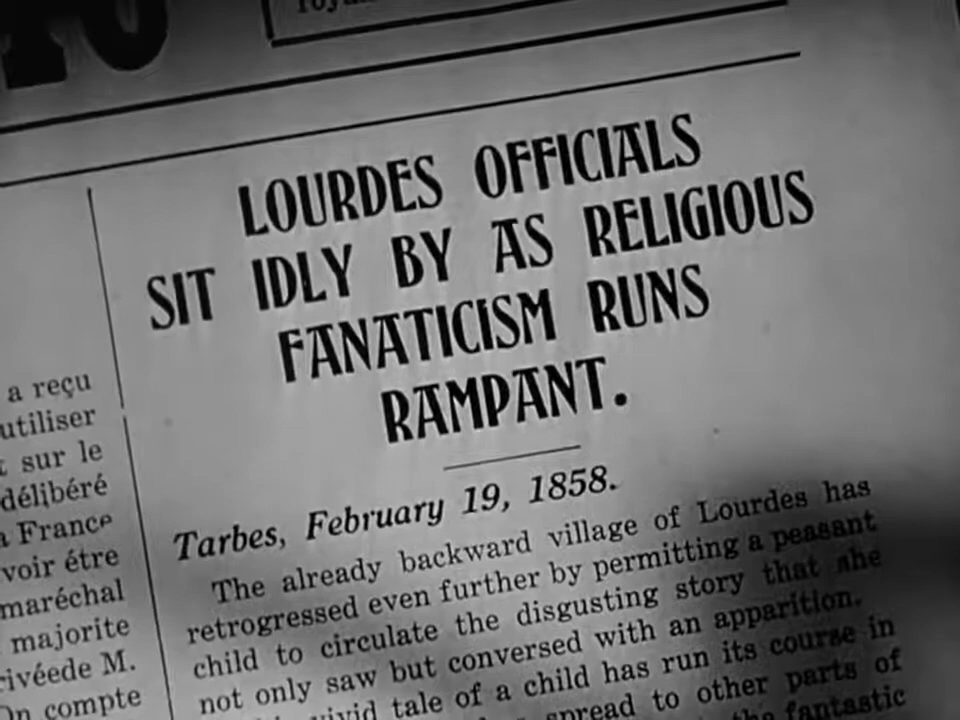 LOURDES OFFICIALS
SIT IDLY BY AS RELIGIOUS
FANATICISM RUNS
RAMPANT.
Tarbes, February 19, 1858.
The already backward village of Lourdes has
retrogressed even further by permitting a peasant
child to circulate the disgusting story that she
not only saw but conversed with an apparition.
vivid tale of a child has run its course in
spread to other parts of
the fantastic
a reçu
utiliser
sur le
délibéré
France
voir étre
maréchal
majorite
M.
On compte